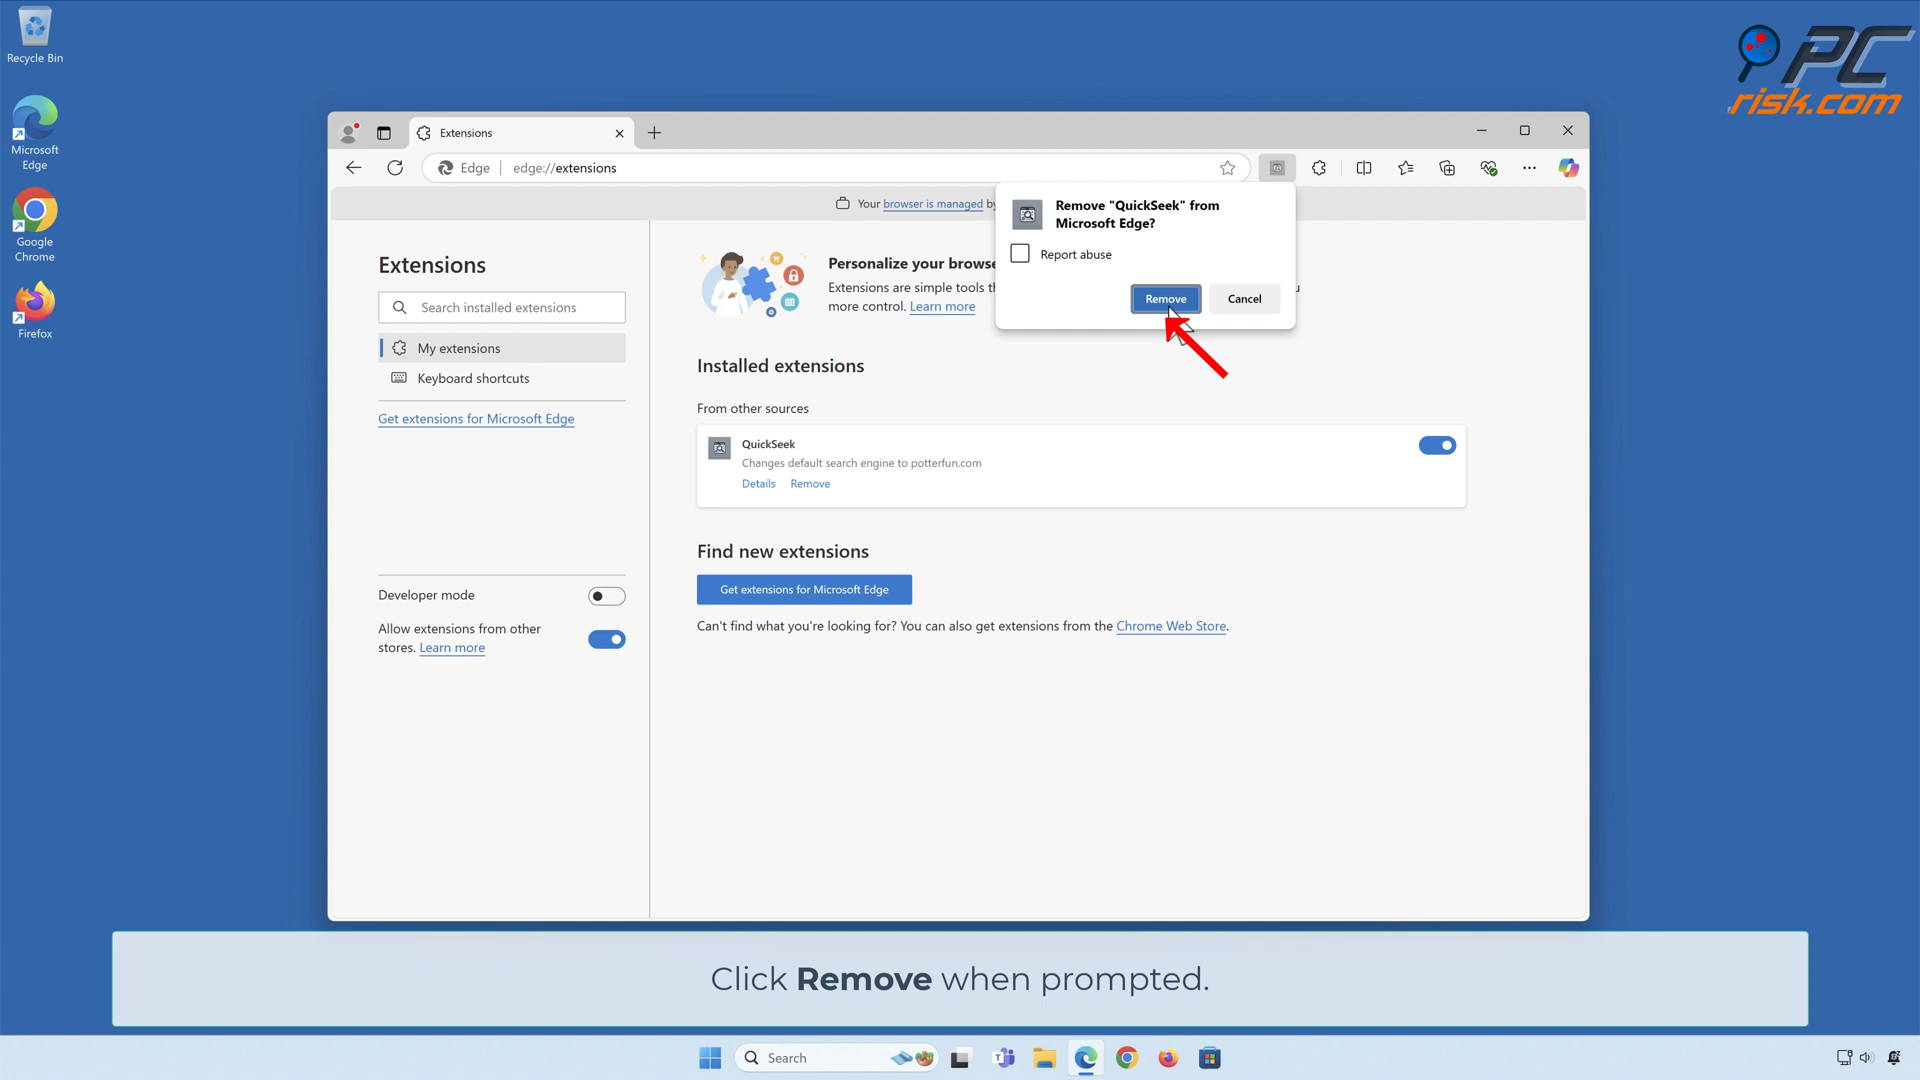 Recycle Bin
Microsoft
Edge
Google
Chrome
Firefox
PC
risk.com
Extensions
Edge
edge://extensions
Your browser is managed by
Remove "QuickSeek" from
Microsoft Edge?
Report abuse
Remove
Cancel
Extensions
Search installed extensions
My extensions
Keyboard shortcuts
Get extensions for Microsoft Edge
Developer mode
Allow extensions from other
stores. Learn more
Personalize your browse
Extensions are simple tools th
more control. Learn more
Installed extensions
From other sources
QuickSeek
Changes default search engine to potterfun.com
Details Remove
Find new extensions
Get extensions for Microsoft Edge
Can't find what you're looking for? You can also get extensions from the Chrome Web Store.
Click Remove when prompted.
Search